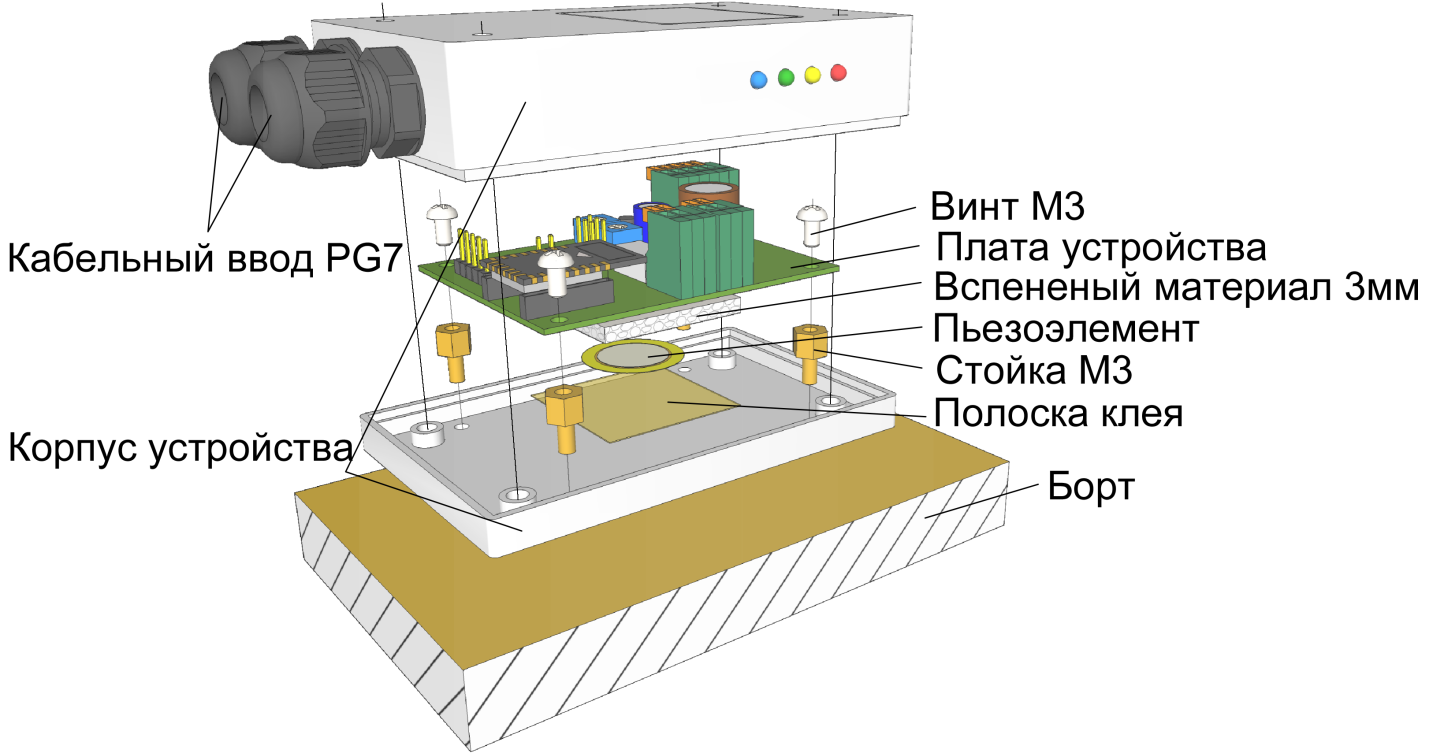 Винт М3
Плата устройства
Кабельный ввод PG7
Вспененый материал 3мм
Пьезоэлемент
Стойка М3
Полоска клея
Корпус устройства
Борт